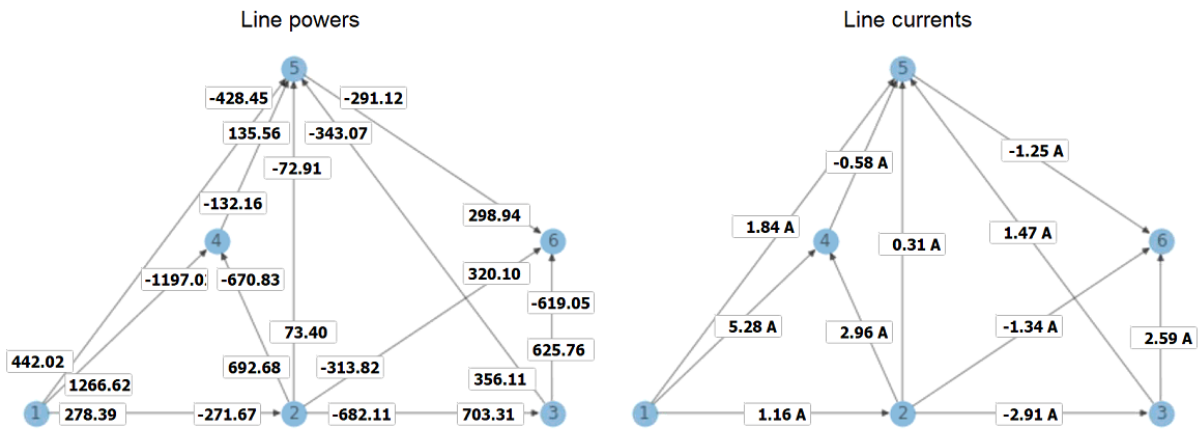 Line powers
Line currents
5
5
-428.45
-291.12
135.56
-343.07
-1.25 A
-72.91
-0.58 A
-132.16
298.94
1.84 A
4
6
4
0.31 A
1.47 A
6
-1197.0
-670.83
320.10
-619.05
73.40
5.28 A
2.96 A
-1.34 A
2.59 A
625.76
442.02
692.68
-313.82
1266.62
356.11
1
278.39
-271.67
2
-682.11
703.31
3
1
1.16 A
2
-2.91 A
3